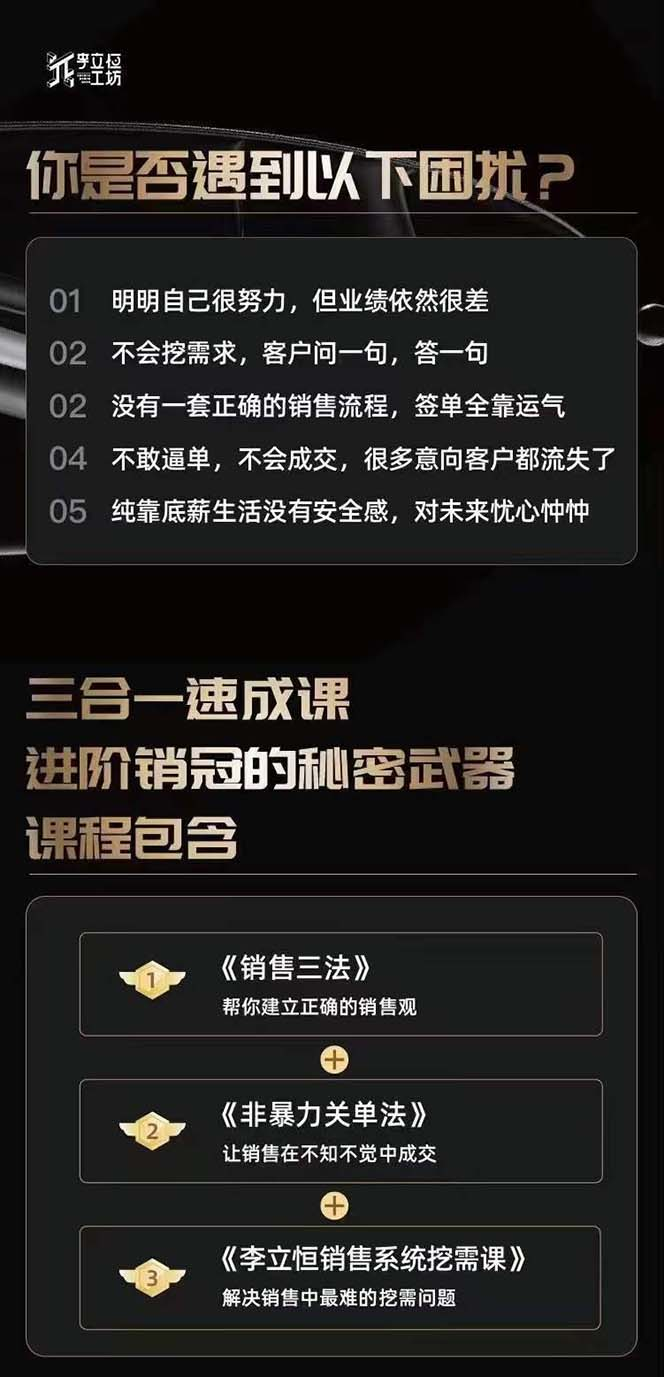 李立恒
工坊
你是否遇到以下困扰？
01 明明自己很努力，但业绩依然很差
02 不会挖需求，客户问一句，答一句
02 没有一套正确的销售流程，签单全靠运气
04 不敢逼单，不会成交，很多意向客户都流失了
05 纯靠底薪生活没有安全感，对未来忧心忡忡
三合一速成课
进阶销冠的秘密武器
课程包含
1 《销售三法》
帮你建立正确的销售观
+
2 《非暴力关单法》
让销售在不知不觉中成交
+
3 《李立恒销售系统挖需课》
解决销售中最难的挖需问题